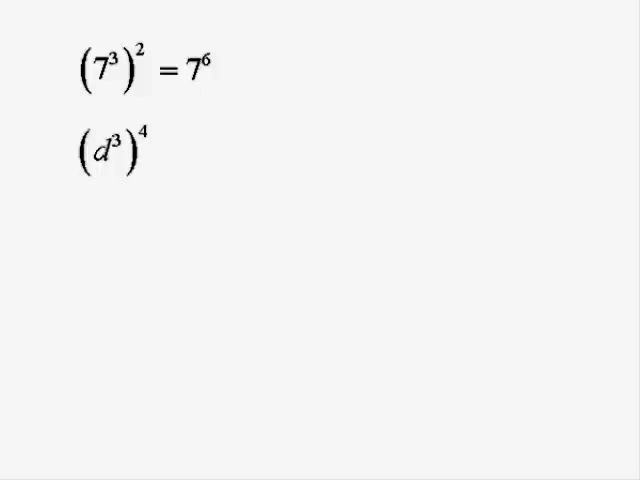 (7³)² = 7⁶
(d³)⁴